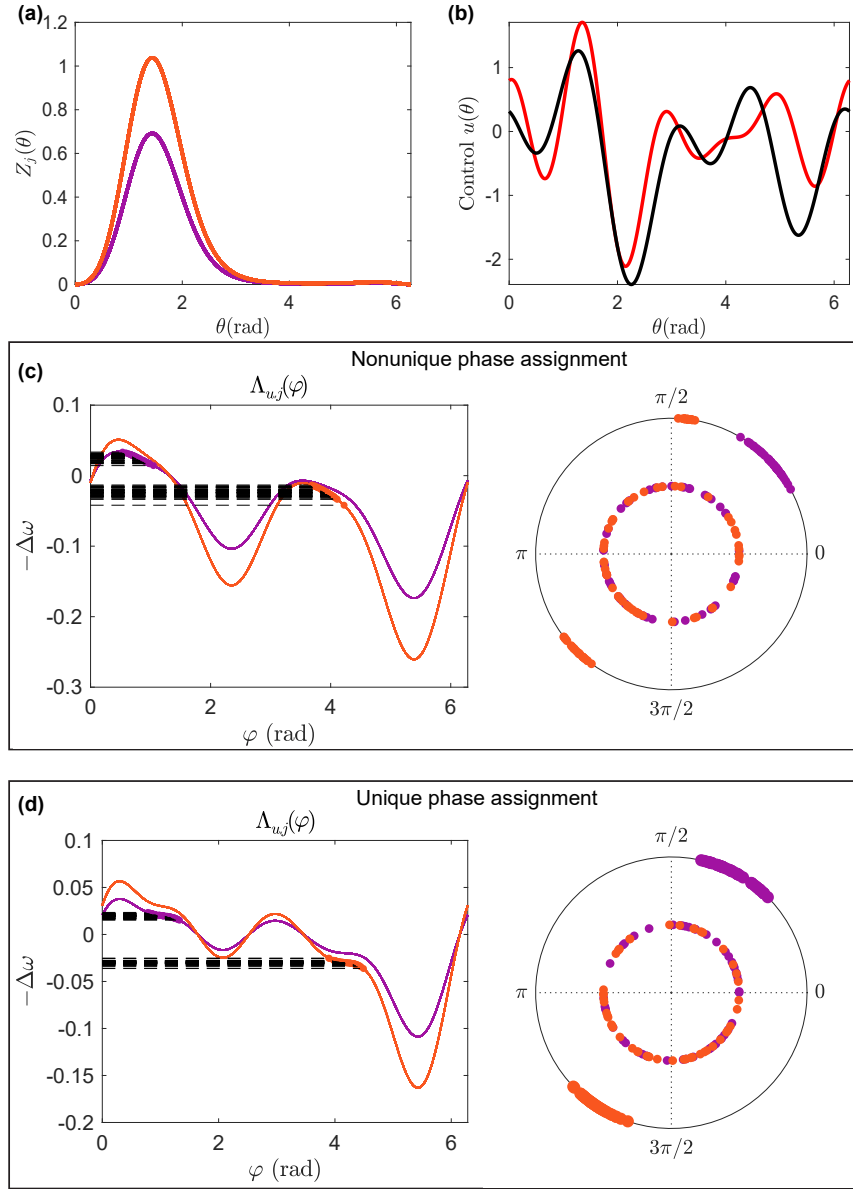 (a)
1.2
1
0.8
0.6
0.4
0.2
0
Z_j(θ)
0 2 4 6
θ(rad)
(b)
1
0
-1
-2
Control u(θ)
0 2 4 6
θ(rad)
Nonunique phase assignment
(c)
Λ_{u,j}(φ)
0.1
0
-0.1
-0.2
-0.3
−Δω
0 2 4 6
φ (rad)
π/2
π
0
3π/2
Unique phase assignment
(d)
Λ_{u,j}(φ)
0.1
0.05
0
-0.05
-0.1
-0.15
-0.2
−Δω
0 2 4 6
φ (rad)
π/2
π
0
3π/2